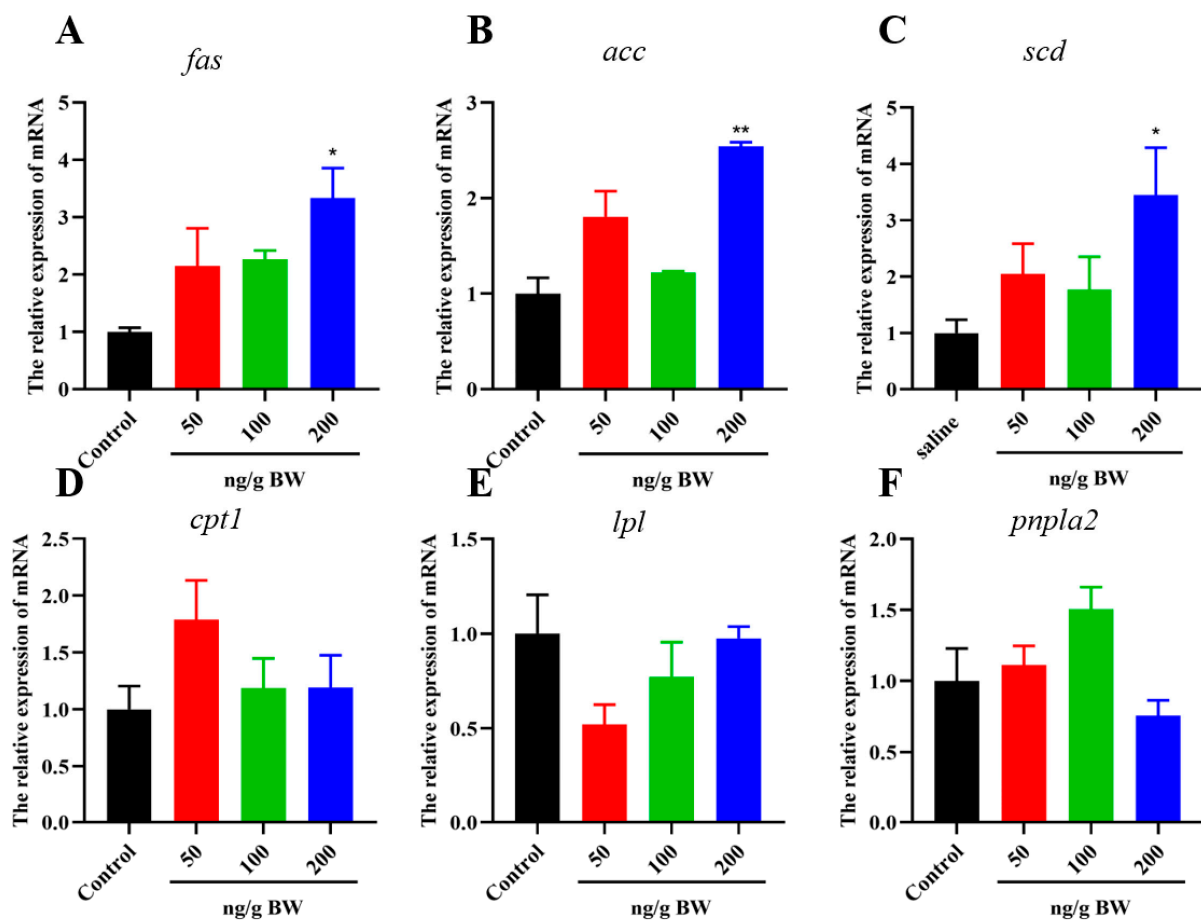 A
fas
The relative expression of mRNA
5
4
3
2
1
0
*
Control
50
100
200
ng/g BW
B
acc
The relative expression of mRNA
3
2
1
0
**
Control
50
100
200
ng/g BW
C
scd
The relative expression of mRNA
5
4
3
2
1
0
*
saline
50
100
200
ng/g BW
D
cpt1
The relative expression of mRNA
2.5
2.0
1.5
1.0
0.5
0.0
Control
50
100
200
ng/g BW
E
lpl
The relative expression of mRNA
1.5
1.0
0.5
0.0
Control
50
100
200
ng/g BW
F
pnpla2
The relative expression of mRNA
2.0
1.5
1.0
0.5
0.0
Control
50
100
200
ng/g BW